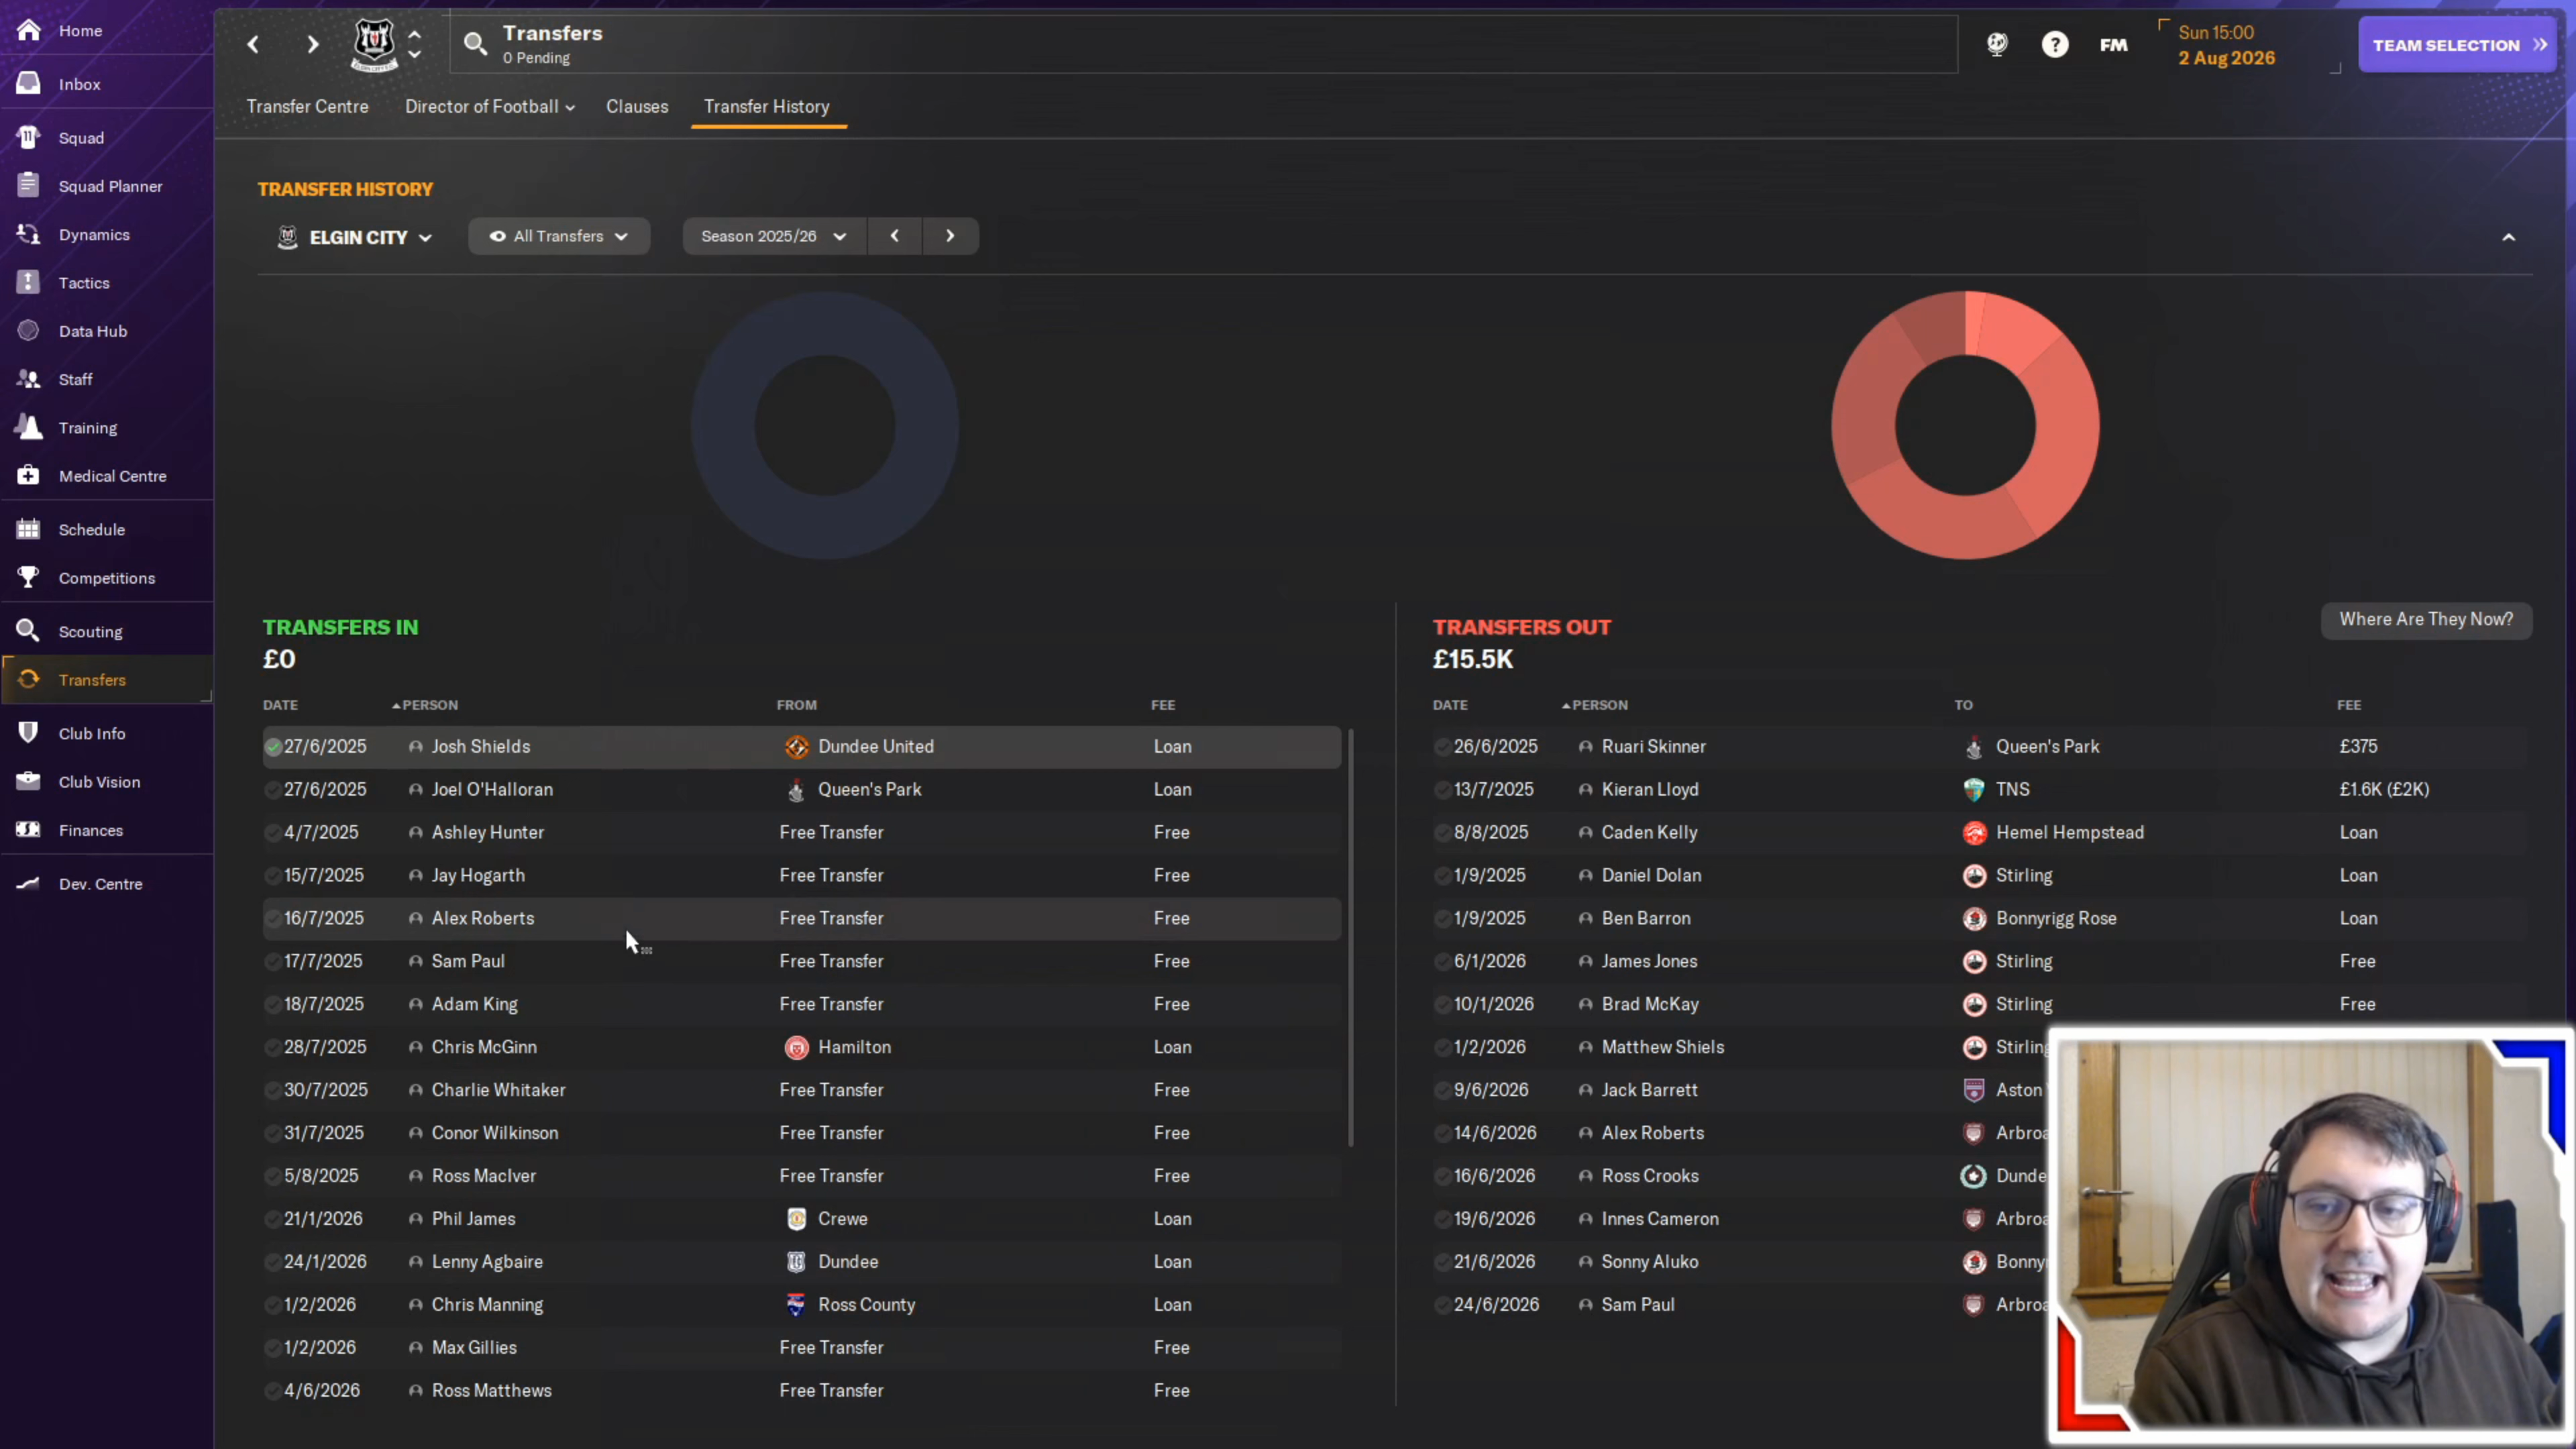 Home
Inbox
Squad
Squad Planner
Dynamics
Tactics
Data Hub
Staff
Training
Medical Centre
Schedule
Competitions
Scouting
Transfers
Club Info
Club Vision
Finances
Dev. Centre
Transfers
0 Pending
FM
Sun 15:00
2 Aug 2026
TEAM SELECTION
Transfer Centre Director of Football Clauses Transfer History
TRANSFER HISTORY
ELGIN CITY All Transfers Season 2025/26
TRANSFERS IN
£0
DATE PERSON FROM FEE
27/6/2025 Josh Shields Dundee United Loan
27/6/2025 Joel O'Halloran Queen's Park Loan
4/7/2025 Ashley Hunter Free Transfer Free
15/7/2025 Jay Hogarth Free Transfer Free
16/7/2025 Alex Roberts Free Transfer Free
17/7/2025 Sam Paul Free Transfer Free
18/7/2025 Adam King Free Transfer Free
28/7/2025 Chris McGinn Hamilton Loan
30/7/2025 Charlie Whitaker Free Transfer Free
31/7/2025 Conor Wilkinson Free Transfer Free
5/8/2025 Ross MacIver Free Transfer Free
21/1/2026 Phil James Crewe Loan
24/1/2026 Lenny Agbaire Dundee Loan
1/2/2026 Chris Manning Ross County Loan
1/2/2026 Max Gillies Free Transfer Free
4/6/2026 Ross Matthews Free Transfer Free
TRANSFERS OUT
£15.5K
Where Are They Now?
DATE PERSON TO FEE
26/6/2025 Ruari Skinner Queen's Park £375
13/7/2025 Kieran Lloyd TNS £1.6K (£2K)
8/8/2025 Caden Kelly Hemel Hempstead Loan
1/9/2025 Daniel Dolan Stirling Loan
1/9/2025 Ben Barron Bonnyrigg Rose Loan
6/1/2026 James Jones Stirling Free
10/1/2026 Brad McKay Stirling Free
1/2/2026 Matthew Shiels Stirling
9/6/2026 Jack Barrett Aston
14/6/2026 Alex Roberts Arbroa
16/6/2026 Ross Crooks Dunde
19/6/2026 Innes Cameron Arbroa
21/6/2026 Sonny Aluko Bonny
24/6/2026 Sam Paul Arbroa